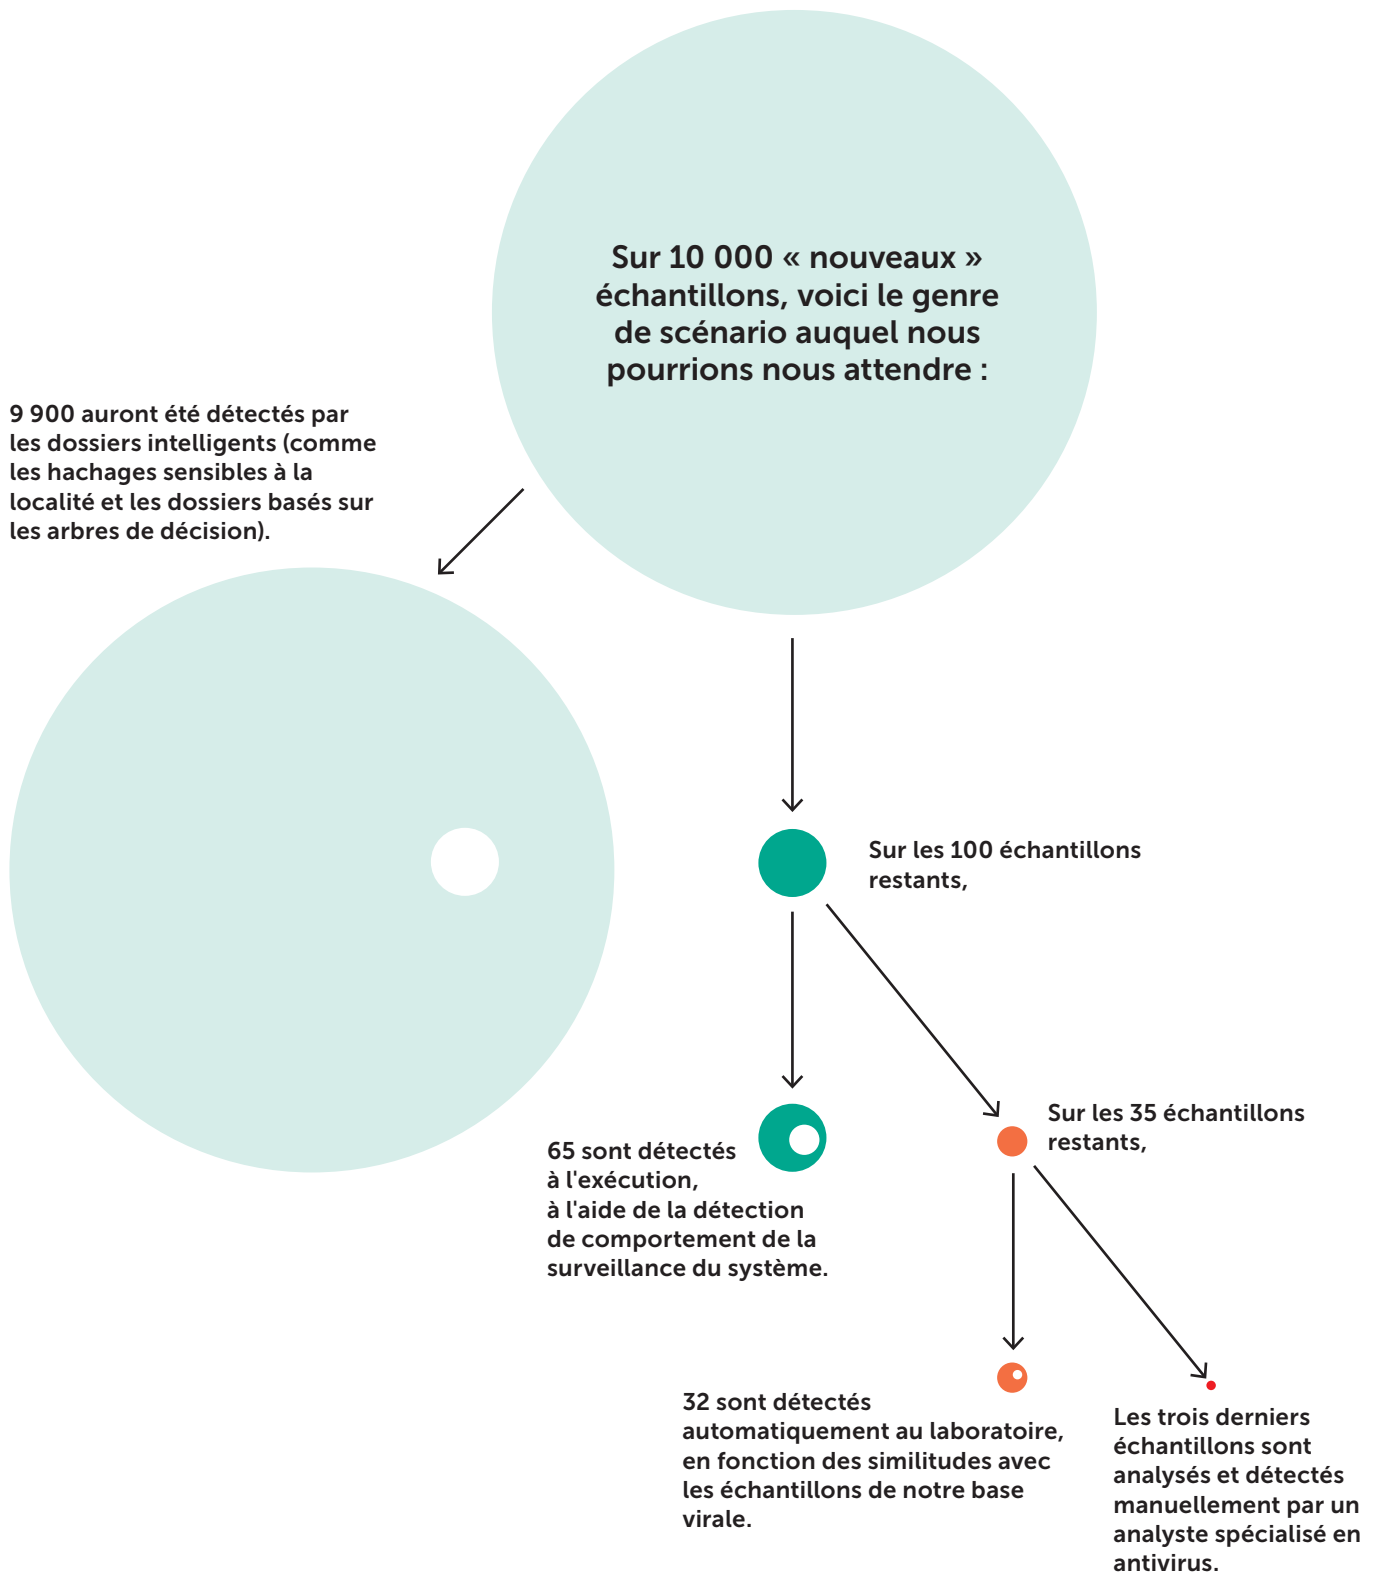 Sur 10 000 « nouveaux »
échantillons, voici le genre
de scénario auquel nous
pourrions nous attendre :
9 900 auront été détectés par
les dossiers intelligents (comme
les hachages sensibles à la
localité et les dossiers basés sur
les arbres de décision).
Sur les 100 échantillons
restants,
65 sont détectés
à l'exécution,
à l'aide de la détection
de comportement de la
surveillance du système.
Sur les 35 échantillons
restants,
32 sont détectés
automatiquement au laboratoire,
en fonction des similitudes avec
les échantillons de notre base
virale.
Les trois derniers
échantillons sont
analysés et détectés
manuellement par un
analyste spécialisé en
antivirus.